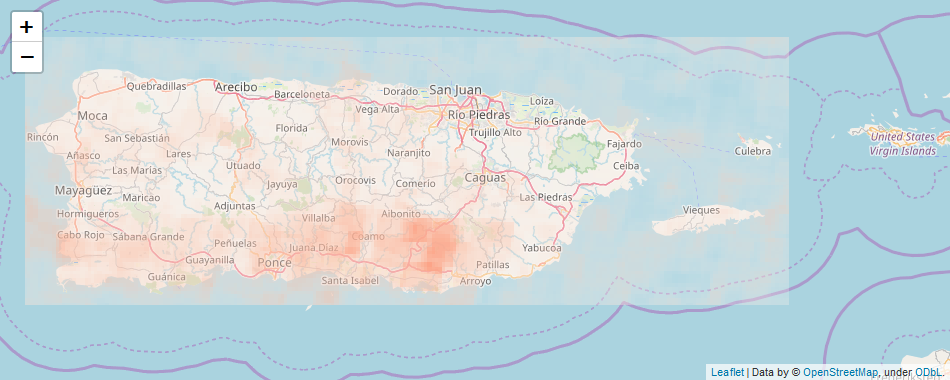 +
−
Quebradillas
Arecibo
Barceloneta
Dorado
San Juan
Vega Alta
Loíza
Río Piedras
Río Grande
Moca
Trujillo Alto
Rincón
San Sebastián
Florida
Morovis
Fajardo
Culebra
United States
Virgin Islands
Añasco
Lares
Naranjito
Utuado
Ceiba
Las Marías
Jayuya
Orocovis
Comerío
Caguas
Mayagüez
Maricao
Adjuntas
Las Piedras
Hormigueros
Villalba
Aibonito
Vieques
Cabo Rojo
Sábana Grande
Peñuelas
Juana Díaz
Coamo
Yabucoa
Guayanilla
Ponce
Patillas
Guánica
Santa Isabel
Arroyo
Leaflet | Data by © OpenStreetMap, under ODbL.